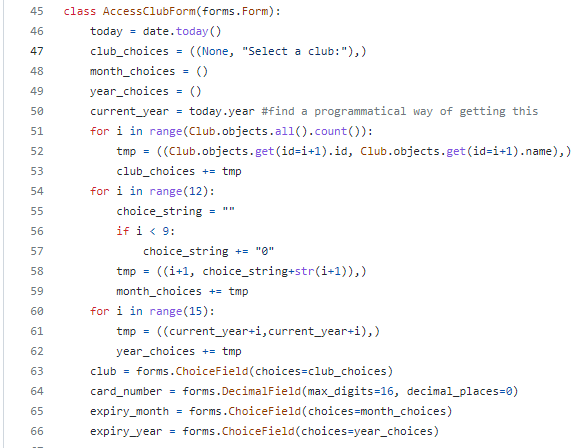 45 class AccessClubForm(forms.Form):
46     today = date.today()
47     club_choices = ((None, "Select a club:"),)
48     month_choices = ()
49     year_choices = ()
50     current_year = today.year #find a programmatical way of getting this
51     for i in range(Club.objects.all().count()):
52         tmp = ((Club.objects.get(id=i+1).id, Club.objects.get(id=i+1).name),)
53         club_choices += tmp
54     for i in range(12):
55         choice_string = ""
56         if i < 9:
57             choice_string += "0"
58         tmp = ((i+1, choice_string+str(i+1)),)
59         month_choices += tmp
60     for i in range(15):
61         tmp = ((current_year+i,current_year+i),)
62         year_choices += tmp
63     club = forms.ChoiceField(choices=club_choices)
64     card_number = forms.DecimalField(max_digits=16, decimal_places=0)
65     expiry_month = forms.ChoiceField(choices=month_choices)
66     expiry_year = forms.ChoiceField(choices=year_choices)